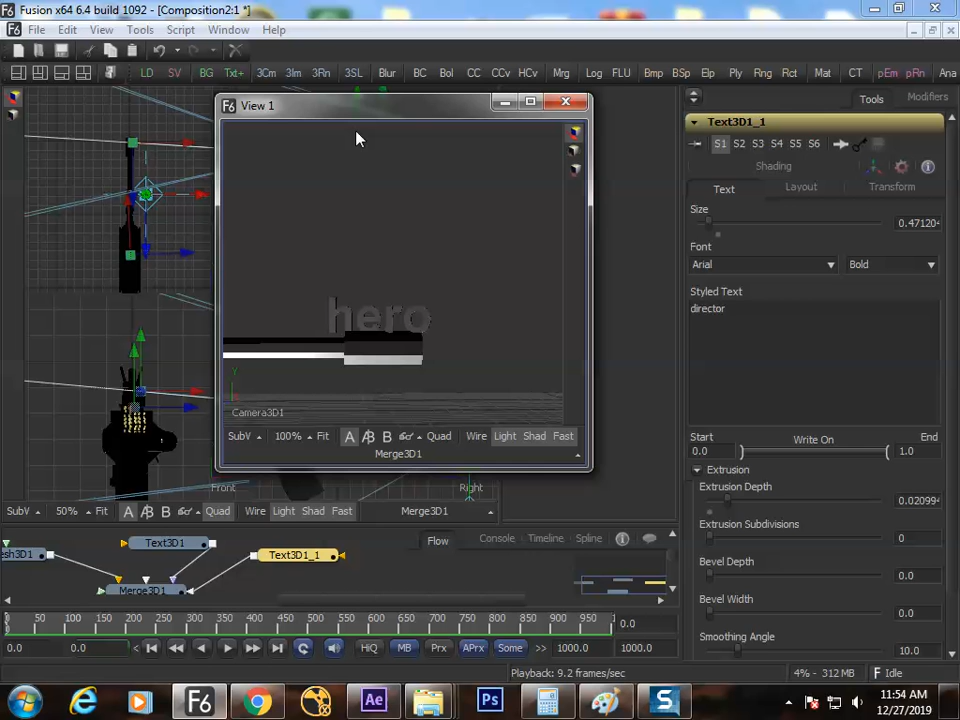 Fusion x64 6.4 build 1092 - [Composition2:1 *]
File Edit View Tools Script Window Help
LD SV BG Txt+ 3Cm 3Im 3Rn 3SL Blur BC Bol CC CCv HCv Mrg Log FLU Bmp BSp Elp Ply Rng Rct Mat CT pEm pRn Ana
View 1
hero
Y
Camera3D1
SubV 100% Fit A B B Quad Wire Light Shad Fast
Merge3D1
Front Right
SubV 50% Fit A B B Quad Wire Light Shad Fast Merge3D1
Tools Modifiers
Text3D1_1
S1 S2 S3 S4 S5 S6
Shading
Text Layout Transform
Size
0.47120
Font
Arial Bold
Styled Text
director
Start Write On End
0.0 1.0
Extrusion
Extrusion Depth
0.02099
Extrusion Subdivisions
0
Bevel Depth
0.0
Bevel Width
0.0
Smoothing Angle
10.0
Flow Console Timeline Spline
esh3D1 Text3D1 Text3D1_1
Merge3D1
0 50 100 150 200 250 300 350 400 450 500 550 600 650 700 750 800 850 900 950 0.0
0.0 0.0 HiQ MB Prx APrx Some >> 1000.0 1000.0
Playback: 9.2 frames/sec 4% - 312 MB Idle
F6 Ae Ps S
11:54 AM
12/27/2019